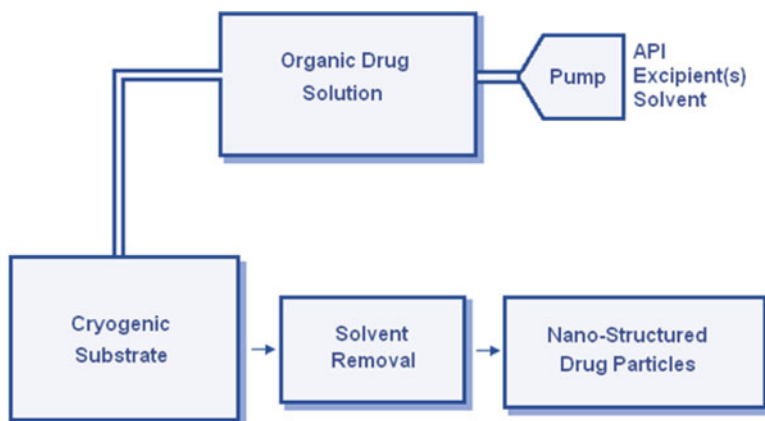 Organic Drug
Solution
Pump
API
Excipient(s)
Solvent
Cryogenic
Substrate
Solvent
Removal
Nano-Structured
Drug Particles